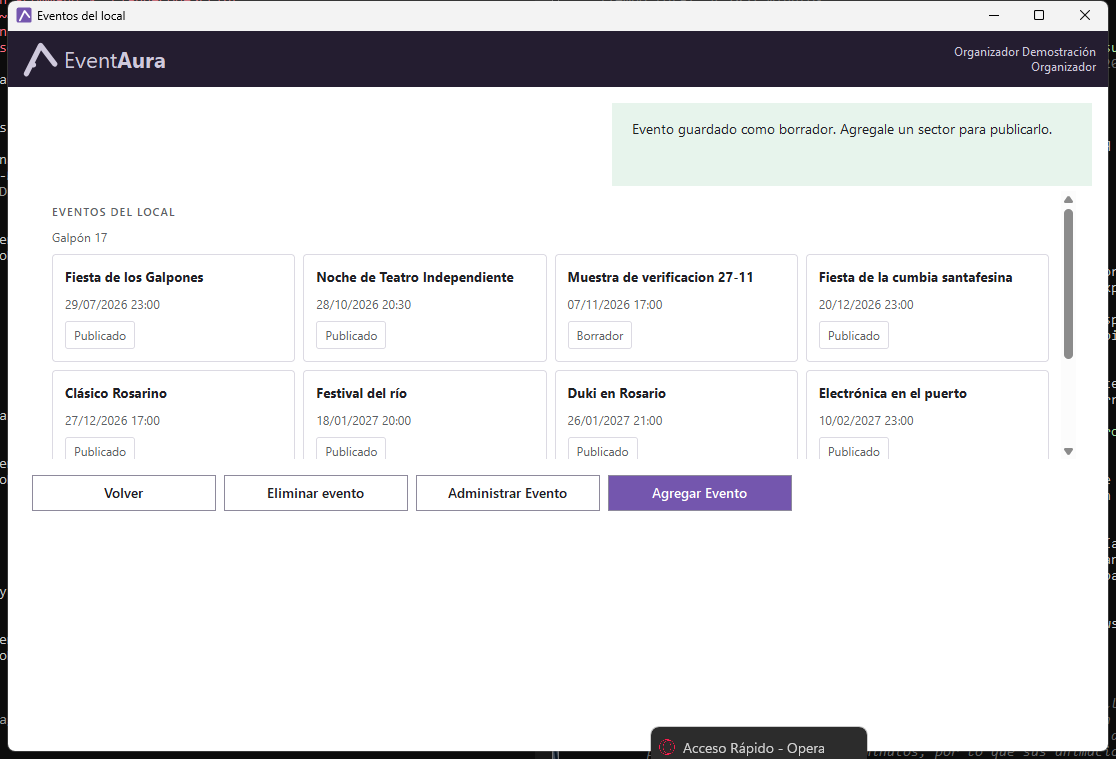 Eventos del local
EventAura
Organizador Demostración
Organizador
Evento guardado como borrador. Agregale un sector para publicarlo.
EVENTOS DEL LOCAL
Galpón 17
Fiesta de los Galpones
29/07/2026 23:00
Publicado
Noche de Teatro Independiente
28/10/2026 20:30
Publicado
Muestra de verificacion 27-11
07/11/2026 17:00
Borrador
Fiesta de la cumbia santafesina
20/12/2026 23:00
Publicado
Clásico Rosarino
27/12/2026 17:00
Publicado
Festival del río
18/01/2027 20:00
Publicado
Duki en Rosario
26/01/2027 21:00
Publicado
Electrónica en el puerto
10/02/2027 23:00
Publicado
Volver
Eliminar evento
Administrar Evento
Agregar Evento
Acceso Rápido - Opera